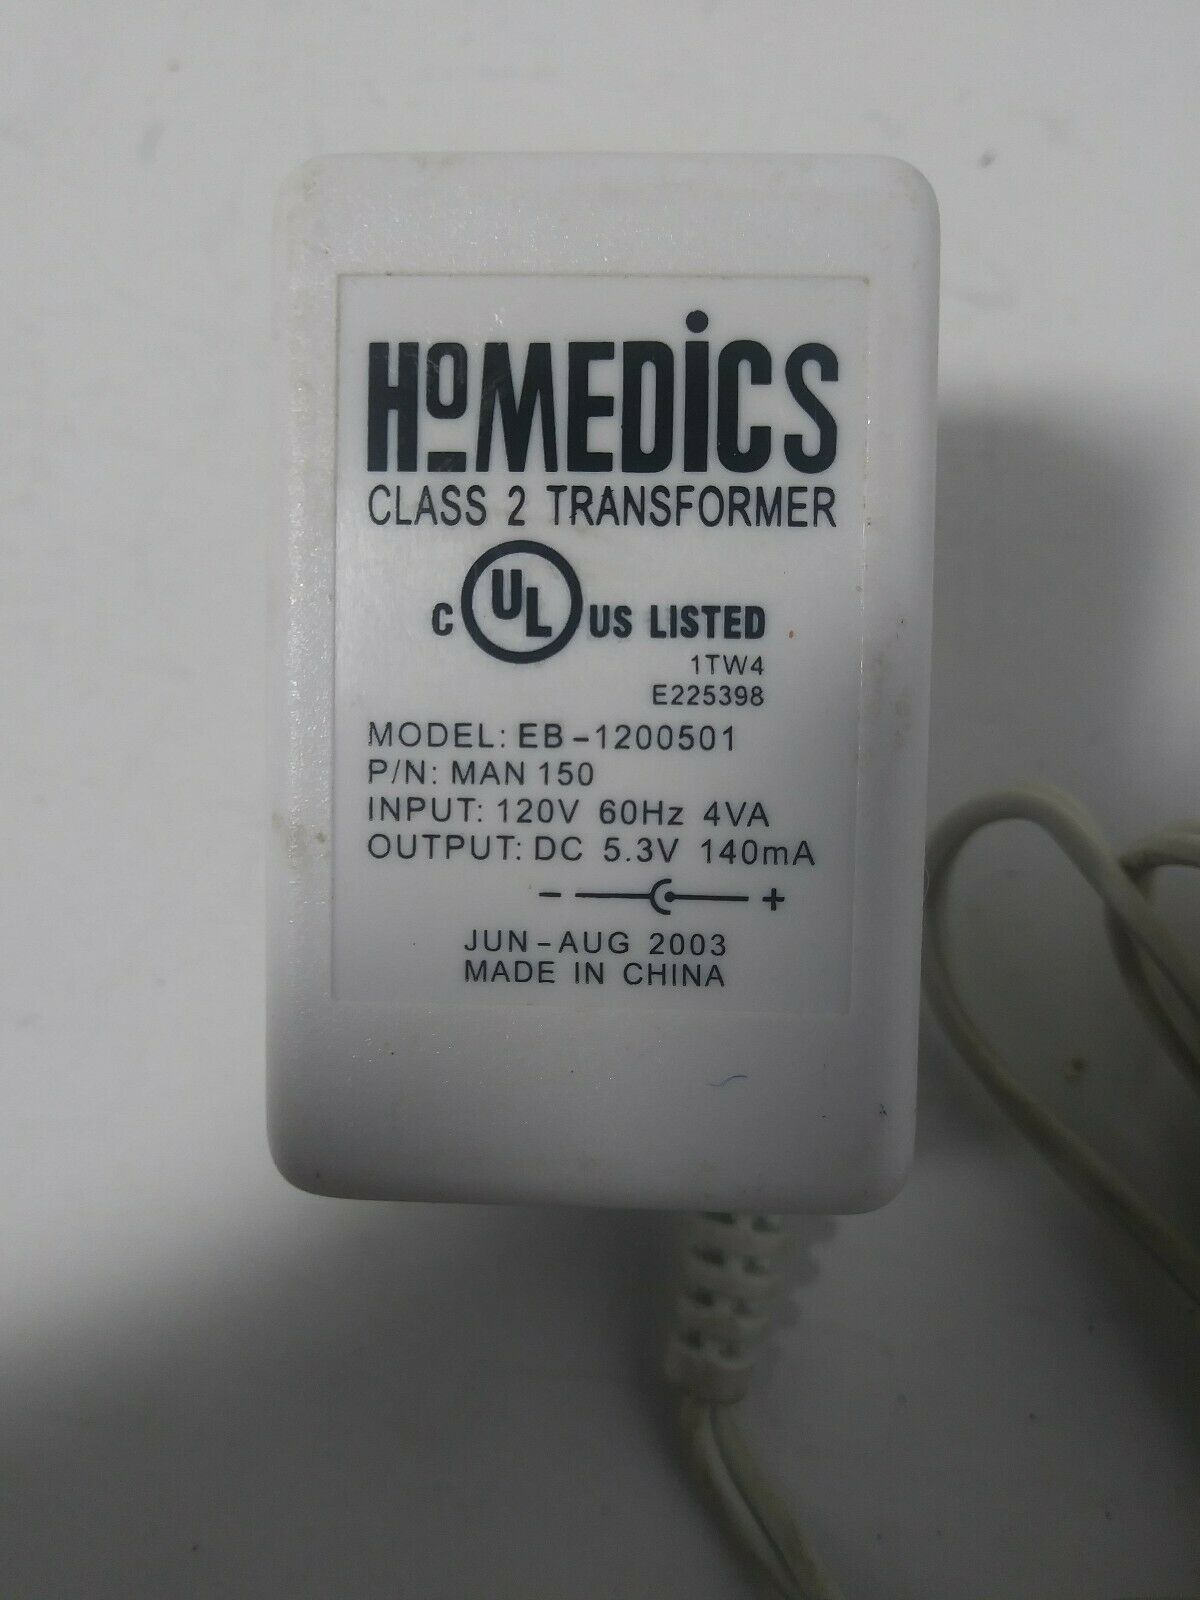 HoMEDiCS
CLASS 2 TRANSFORMER
C UL US LISTED
1TW4
E225398
MODEL: EB-1200501
P/N: MAN 150
INPUT: 120V 60Hz 4VA
OUTPUT: DC 5.3V 140mA
- +
JUN-AUG 2003
MADE IN CHINA